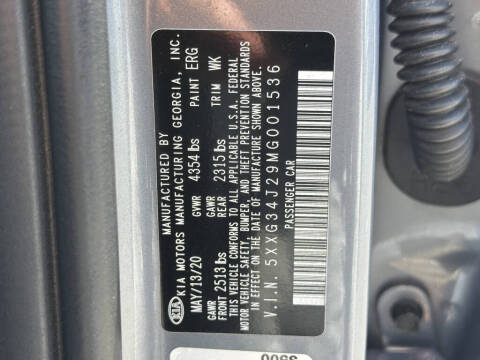 MANUFACTURED BY
KIA KIA MOTORS MANUFACTURING GEORGIA, INC.
MAY/13/20 GVWR 4354 lbs PAINT ERG
GAWR FRONT 2513 lbs GAWR REAR 2315 lbs TRIM WK
THIS VEHICLE CONFORMS TO ALL APPLICABLE U.S.A. FEDERAL
MOTOR VEHICLE SAFETY, BUMPER, AND THEFT PREVENTION STANDARDS
IN EFFECT ON THE DATE OF MANUFACTURE SHOWN ABOVE.
V.I.N. 5XXG34J29MG001536
PASSENGER CAR